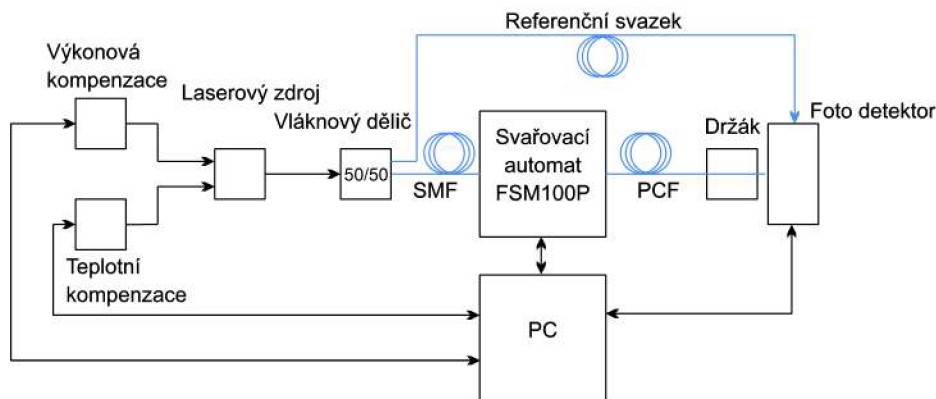 Referenční svazek
Výkonová
kompenzace
Laserový zdroj
Vláknový dělič
50/50
SMF
Svařovací
automat
FSM100P
PCF
Držák
Foto detektor
Teplotní
kompenzace
PC